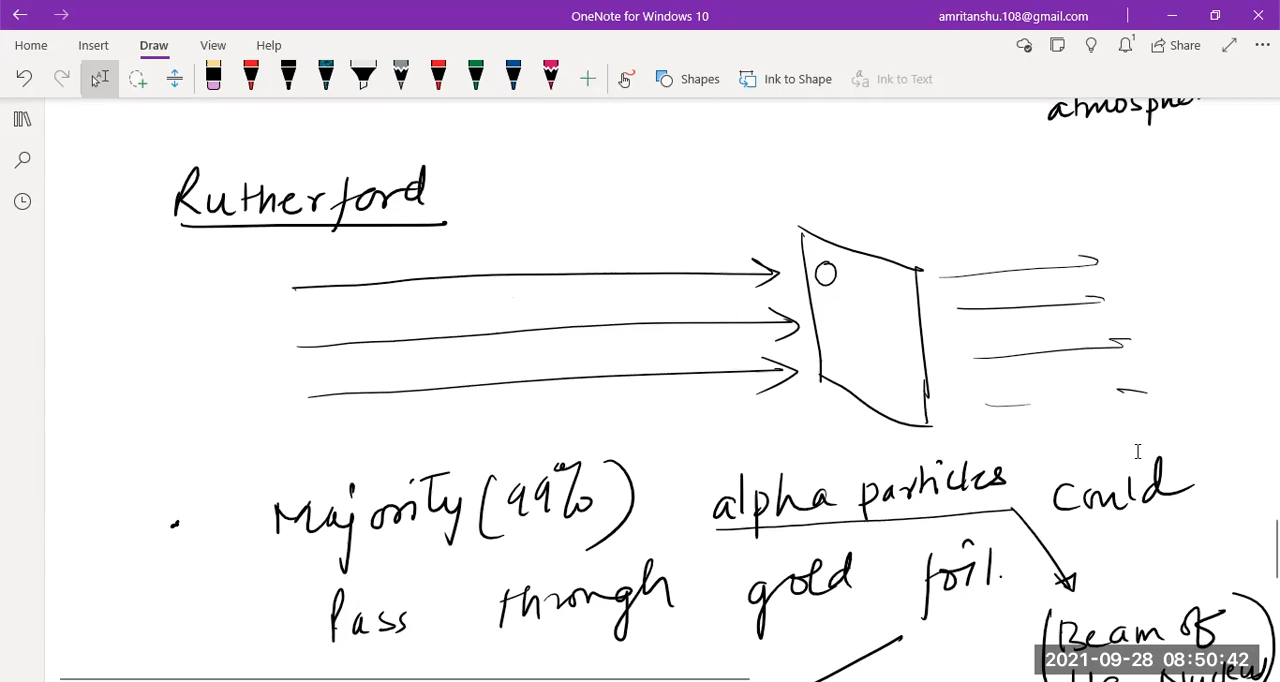 OneNote for Windows 10
amritanshu.108@gmail.com
Home Insert Draw View Help
Share
Shapes
Ink to Shape
Ink to Text
Rutherford
Majority (99%) alpha particles could
Pass through gold foil.
(Beam of
2021-09-28 08:50:42